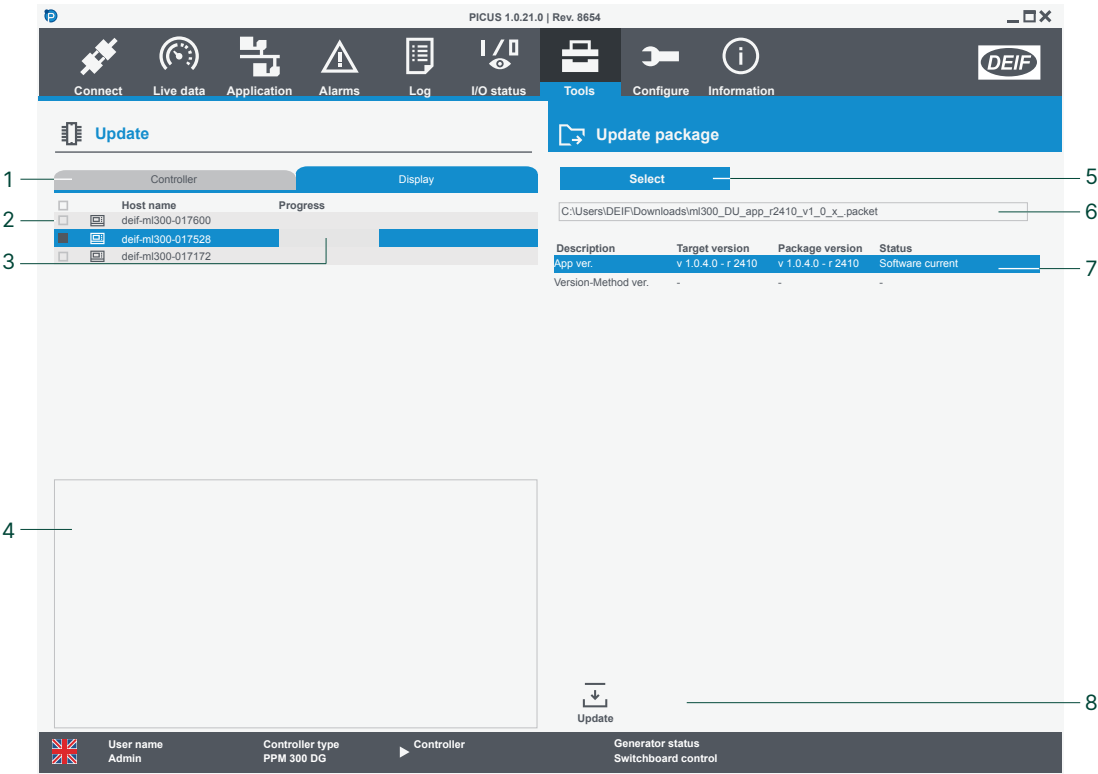 PICUS 1.0.21.0 | Rev. 8654
Connect Live data Application Alarms Log I/O status Tools Configure Information
DEIF
Update
Update package
1
Controller Display
Select
5
Host name Progress
2
deif-ml300-017600
C:\Users\DEIF\Downloads\ml300_DU_app_r2410_v1_0_x_.packet
6
deif-ml300-017528
3
deif-ml300-017172
Description Target version Package version Status
App ver. v 1.0.4.0 - r 2410 v 1.0.4.0 - r 2410 Software current
7
Version-Method ver. - - -
4
8
Update
User name Controller type Controller Generator status
Admin PPM 300 DG Switchboard control